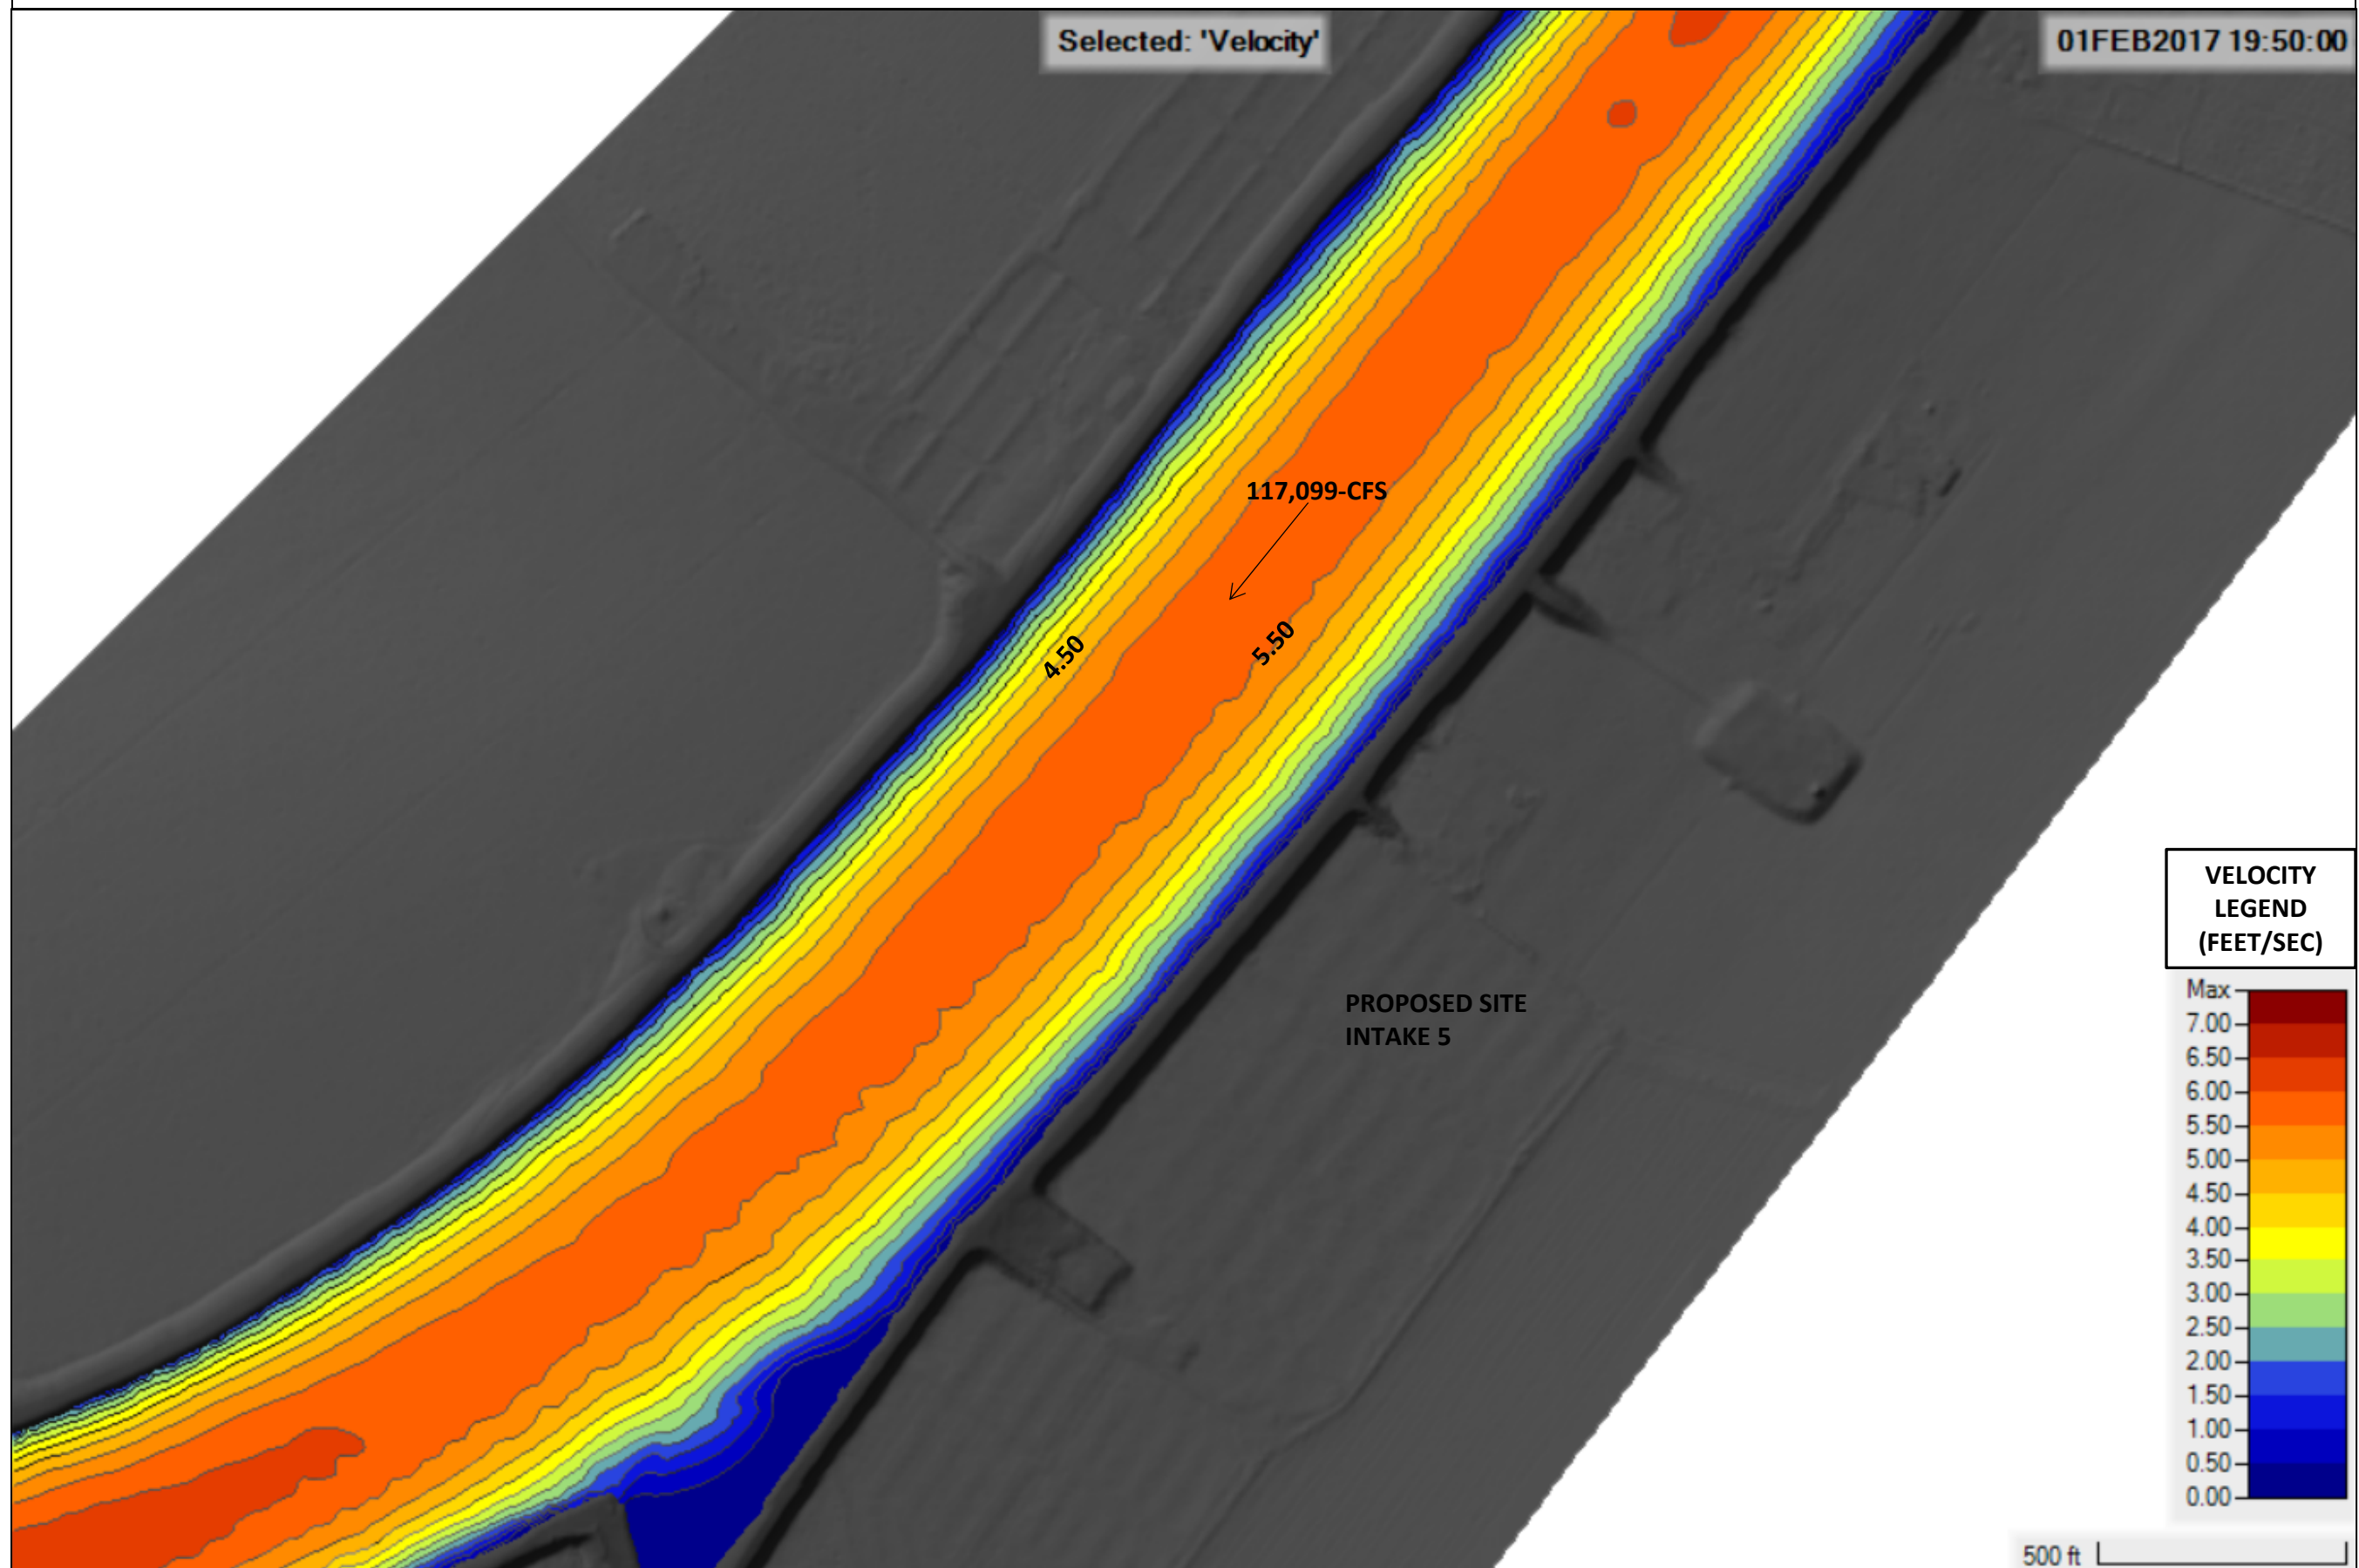 Selected: 'Velocity'
01FEB2017 19:50:00
117,099-CFS
4.50
5.50
PROPOSED SITE
INTAKE 5
VELOCITY
LEGEND
(FEET/SEC)
Max
7.00
6.50
6.00
5.50
5.00
4.50
4.00
3.50
3.00
2.50
2.00
1.50
1.00
0.50
0.00
500 ft